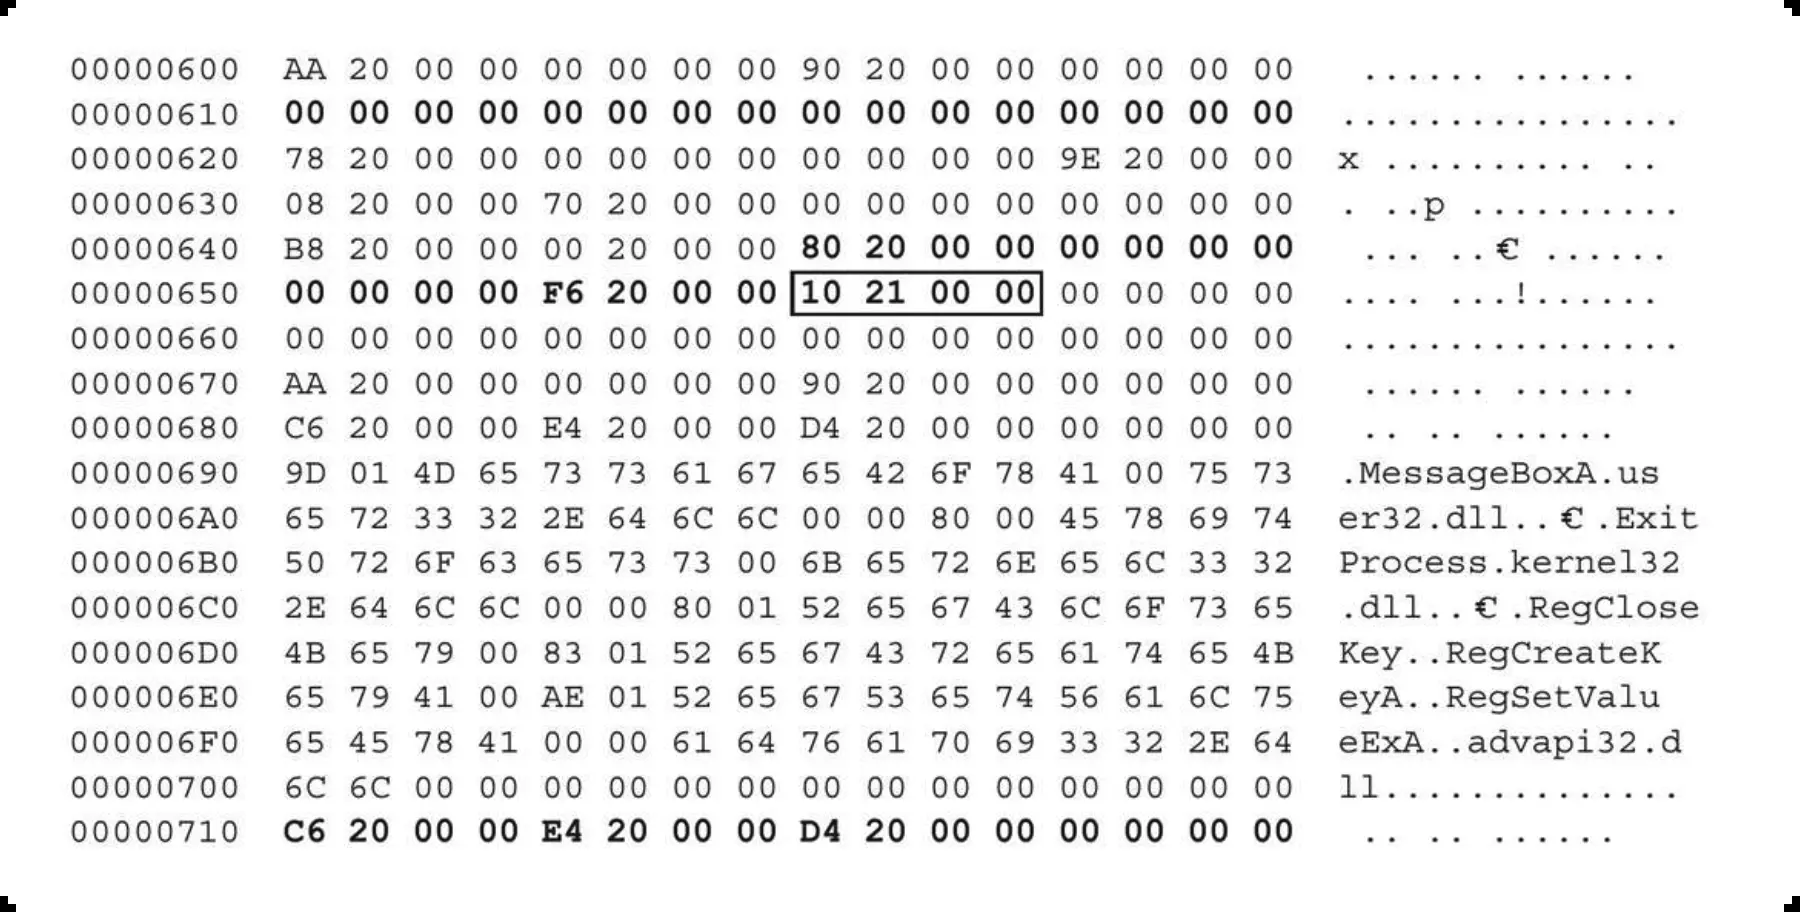 00000600 AA 20 00 00 00 00 00 00 90 20 00 00 00 00 00 00 ...... ......
00000610 00 00 00 00 00 00 00 00 00 00 00 00 00 00 00 00 ................
00000620 78 20 00 00 00 00 00 00 00 00 00 00 9E 20 00 00 x .......... ..
00000630 08 20 00 00 70 20 00 00 00 00 00 00 00 00 00 00 . ..p ..........
00000640 B8 20 00 00 00 20 00 00 80 20 00 00 00 00 00 00 ... ..€ ......
00000650 00 00 00 00 F6 20 00 00 10 21 00 00 00 00 00 00 .... ...!......
00000660 00 00 00 00 00 00 00 00 00 00 00 00 00 00 00 00 ................
00000670 AA 20 00 00 00 00 00 00 90 20 00 00 00 00 00 00 ...... ......
00000680 C6 20 00 00 E4 20 00 00 D4 20 00 00 00 00 00 00 .. .. ......
00000690 9D 01 4D 65 73 73 61 67 65 42 6F 78 41 00 75 73 .MessageBoxA.us
000006A0 65 72 33 32 2E 64 6C 6C 00 00 80 00 45 78 69 74 er32.dll..€.Exit
000006B0 50 72 6F 63 65 73 73 00 6B 65 72 6E 65 6C 33 32 Process.kernel32
000006C0 2E 64 6C 6C 00 00 80 01 52 65 67 43 6C 6F 73 65 .dll..€.RegClose
000006D0 4B 65 79 00 83 01 52 65 67 43 72 65 61 74 65 4B Key..RegCreateK
000006E0 65 79 41 00 AE 01 52 65 67 53 65 74 56 61 6C 75 eyA..RegSetValu
000006F0 65 45 78 41 00 00 61 64 76 61 70 69 33 32 2E 64 eExA..advapi32.d
00000700 6C 6C 00 00 00 00 00 00 00 00 00 00 00 00 00 00 ll..............
00000710 C6 20 00 00 E4 20 00 00 D4 20 00 00 00 00 00 00 .. .. ......